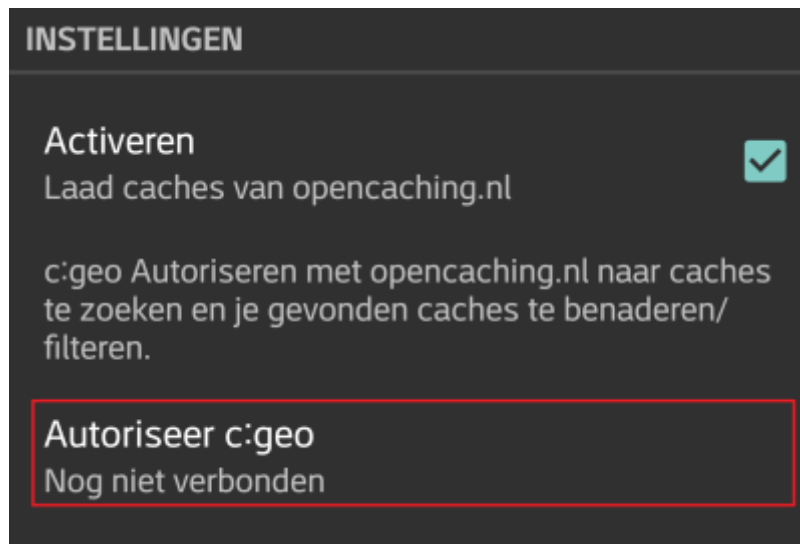 INSTELLINGEN
Activeren
Laad caches van opencaching.nl
c:geo Autoriseren met opencaching.nl naar caches
te zoeken en je gevonden caches te benaderen/
filteren.
Autoriseer c:geo
Nog niet verbonden